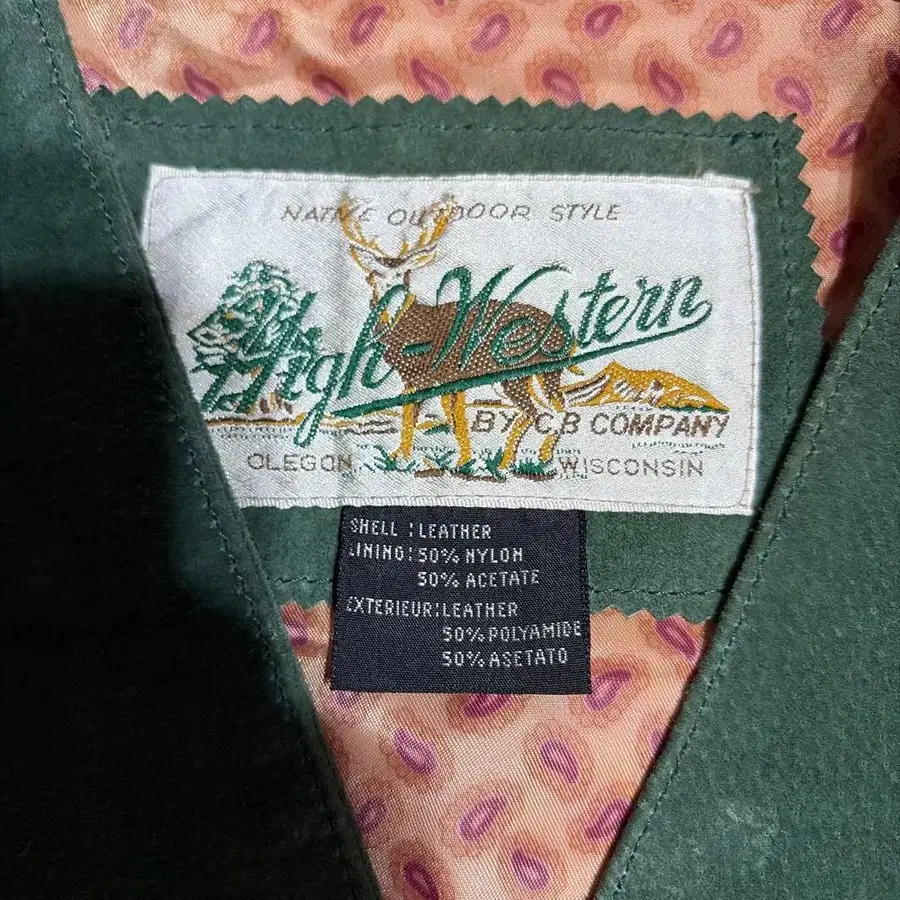 NATIVE OUTDOOR STYLE
High-Western
BY C.B COMPANY
OLEGON WISCONSIN
SHELL : LEATHER
LINING: 50% NYLON
50% ACETATE
EXTERIEUR: LEATHER
50% POLYAMIDE
50% ASETATO